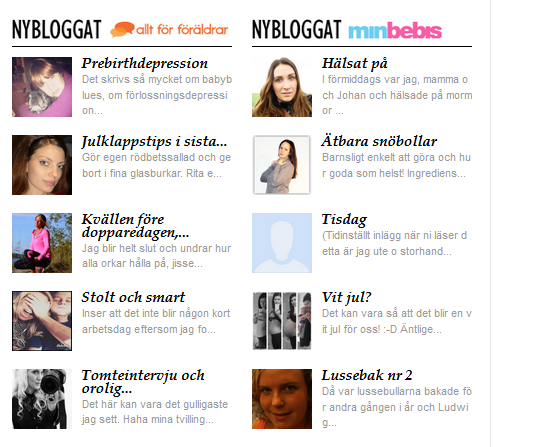 NYBLOGGAT allt för föräldrar
Prebirthdepression
Det skrivs så mycket om babyb
lues, om förlossningsdepressi
on...
Julklappstips i sista...
Gör egen rödbetssallad och ge
bort i fina glasburkar. Rita e...
Kvällen före
dopparedagen,...
Jag blir helt slut och undrar hur
alla orkar hålla på, jisse...
Stolt och smart
Inser att det inte blir någon kort
arbetsdag eftersom jag fo...
Tomteintervju och
orolig...
Det här kan vara det gulligaste
jag sett. Haha mina tvilling...
NYBLOGGAT minbebis
Hälsat på
I förmiddags var jag, mamma o
ch Johan och hälsade på morm
or ...
Ätbara snöbollar
Barnsligt enkelt att göra och hu
r goda som helst! Ingrediens...
Tisdag
(Tidinställt inlägg när ni läser d
etta är jag ute o storhand...
Vit jul?
Det kan vara så att det blir en v
it jul för oss! :-D Äntlige...
Lussebak nr 2
Då var lussebullarna bakade fö
r andra gången i år och Ludwi
g...